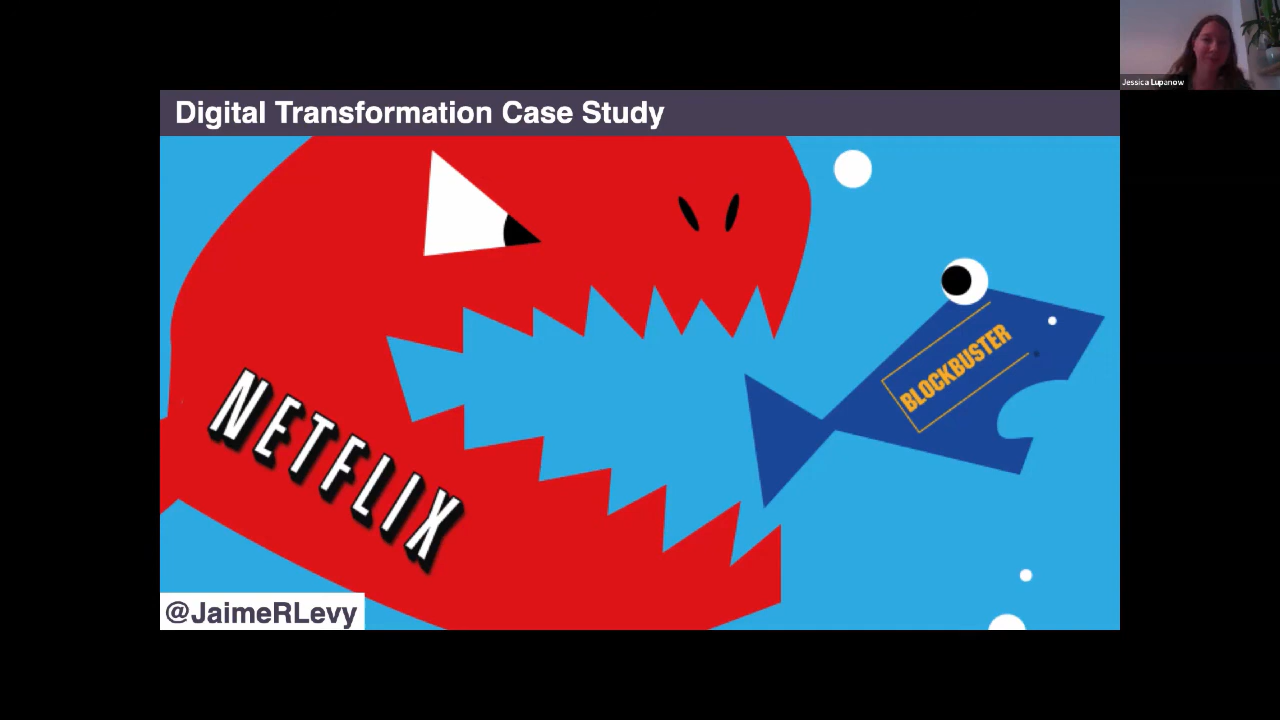 Jessica Lupanow
Digital Transformation Case Study
BLOCKBUSTER
NETFLIX
@JaimeRLevy